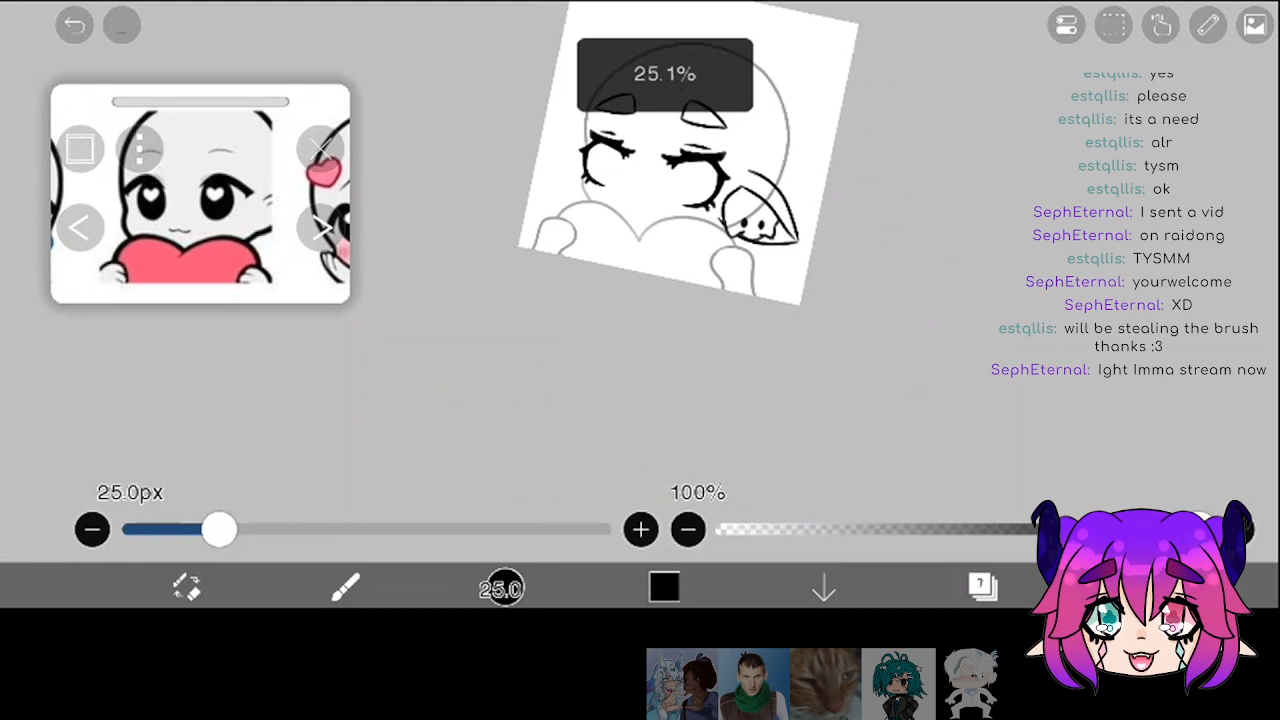 25.1%
estqllis: yes
estqllis: please
estqllis: its a need
estqllis: alr
estqllis: tysm
estqllis: ok
SephEternal: I sent a vid
SephEternal: on raidong
estqllis: TYSMM
SephEternal: yourwelcome
SephEternal: XD
estqllis: will be stealing the brush
thanks :3
SephEternal: Ight Imma stream now
25.0px
100%
25.0
?